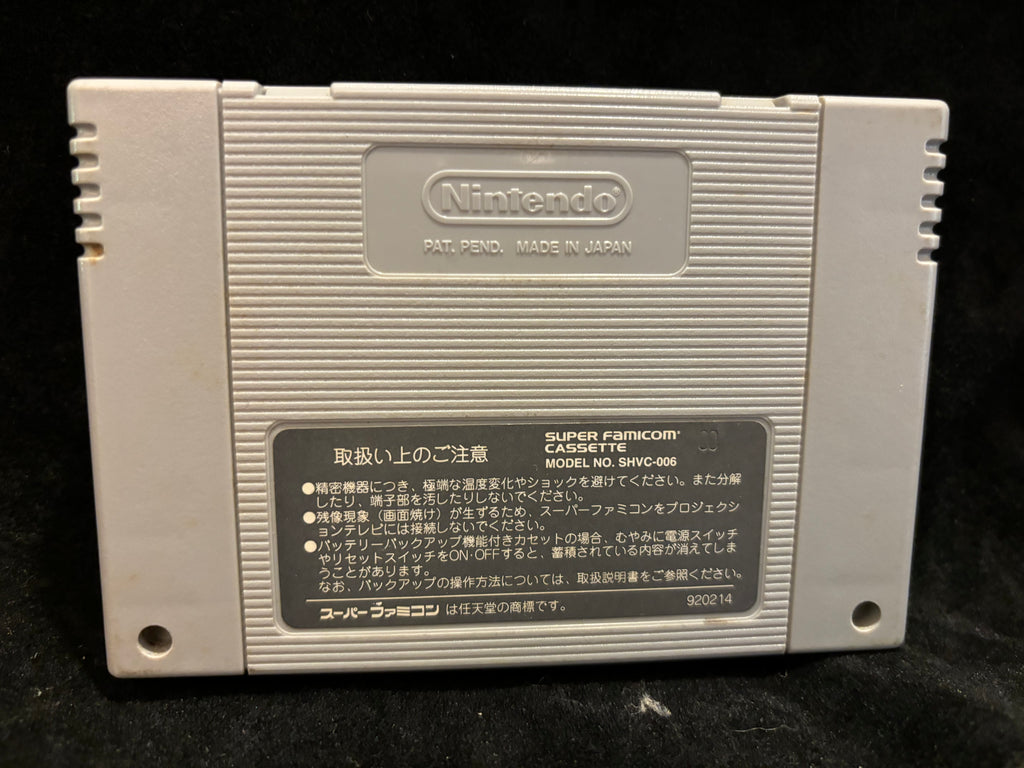 Nintendo®
PAT. PEND. MADE IN JAPAN
取扱い上のご注意
SUPER FAMICOM®
CASSETTE
MODEL NO. SHVC-006
●精密機器につき、極端な温度変化やショックを避けてください。また分解
したり、端子部を汚したりしないでください。
●残像現象(画面焼け)が生ずるため、スーパーファミコンをプロジェクシ
ョンテレビには接続しないでください。
●バッテリーバックアップ機能付きカセットの場合、むやみに電源スイッチ
やリセットスイッチをON·OFFすると、蓄積されている内容が消えてしま
うことがあります。
なお、バックアップの操作方法については、取扱説明書をご参照ください。
スーパーファミコン は任天堂の商標です。
920214